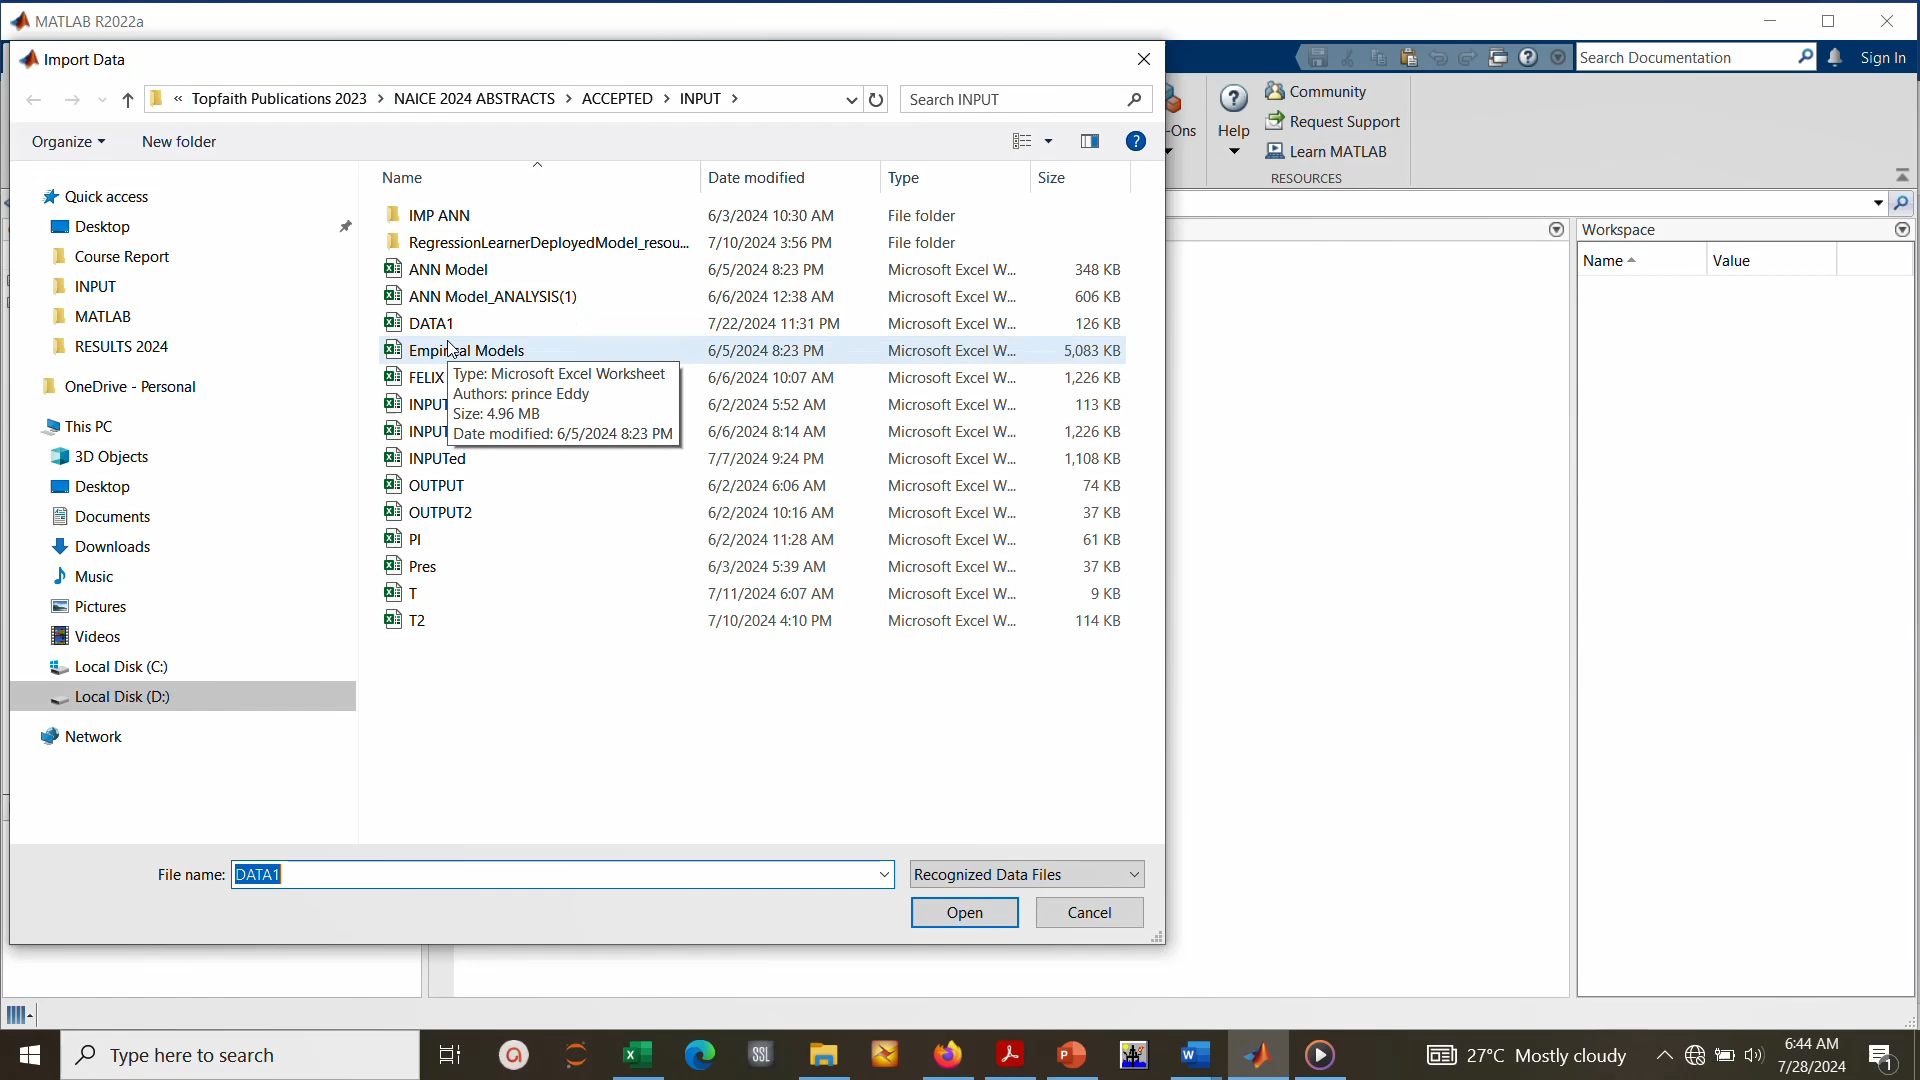 MATLAB R2022a
Import Data
Search Documentation
Sign In
« Topfaith Publications 2023 › NAICE 2024 ABSTRACTS › ACCEPTED › INPUT ›
Search INPUT
-Ons
Help
Community
Request Support
Learn MATLAB
RESOURCES
Organize
New folder
Name
Date modified
Type
Size
Quick access
Desktop
Course Report
INPUT
MATLAB
RESULTS 2024
OneDrive - Personal
This PC
3D Objects
Desktop
Documents
Downloads
Music
Pictures
Videos
Local Disk (C:)
Local Disk (D:)
Network
IMP ANN 6/3/2024 10:30 AM File folder
RegressionLearnerDeployedModel_resou... 7/10/2024 3:56 PM File folder
ANN Model 6/5/2024 8:23 PM Microsoft Excel W... 348 KB
ANN Model_ANALYSIS(1) 6/6/2024 12:38 AM Microsoft Excel W... 606 KB
DATA1 7/22/2024 11:31 PM Microsoft Excel W... 126 KB
Empirical Models 6/5/2024 8:23 PM Microsoft Excel W... 5,083 KB
FELIX 6/6/2024 10:07 AM Microsoft Excel W... 1,226 KB
INPUT 6/2/2024 5:52 AM Microsoft Excel W... 113 KB
INPUT 6/6/2024 8:14 AM Microsoft Excel W... 1,226 KB
INPUTed 7/7/2024 9:24 PM Microsoft Excel W... 1,108 KB
OUTPUT 6/2/2024 6:06 AM Microsoft Excel W... 74 KB
OUTPUT2 6/2/2024 10:16 AM Microsoft Excel W... 37 KB
PI 6/2/2024 11:28 AM Microsoft Excel W... 61 KB
Pres 6/3/2024 5:39 AM Microsoft Excel W... 37 KB
T 7/11/2024 6:07 AM Microsoft Excel W... 9 KB
T2 7/10/2024 4:10 PM Microsoft Excel W... 114 KB
Type: Microsoft Excel Worksheet
Authors: prince Eddy
Size: 4.96 MB
Date modified: 6/5/2024 8:23 PM
Workspace
Name
Value
File name: DATA1
Recognized Data Files
Open
Cancel
Type here to search
SSL
27°C Mostly cloudy
6:44 AM
7/28/2024
1